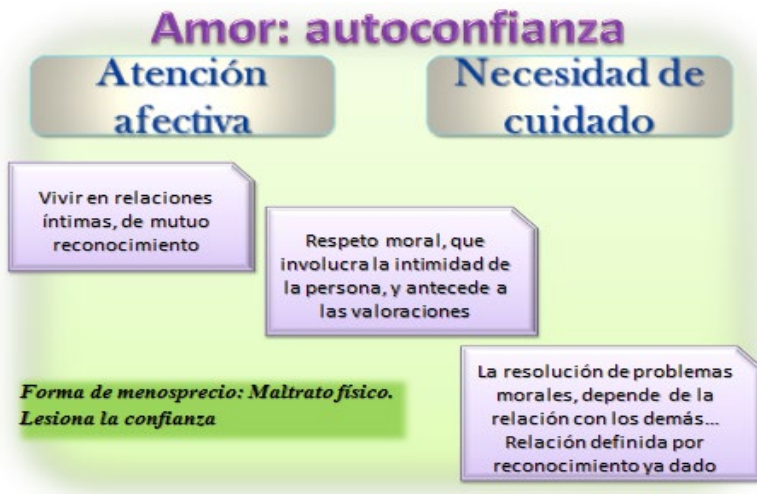 Amor: autoconfianza
Atención
afectiva
Necesidad de
cuidado
Vivir en relaciones
íntimas, de mutuo
reconocimiento
Respeto moral, que
involucra la intimidad de
la persona, y antecede a
las valoraciones
Forma de menosprecio: Maltrato físico.
Lesiona la confianza
La resolución de problemas
morales, depende de la
relación con los demás...
Relación definida por
reconocimiento ya dado